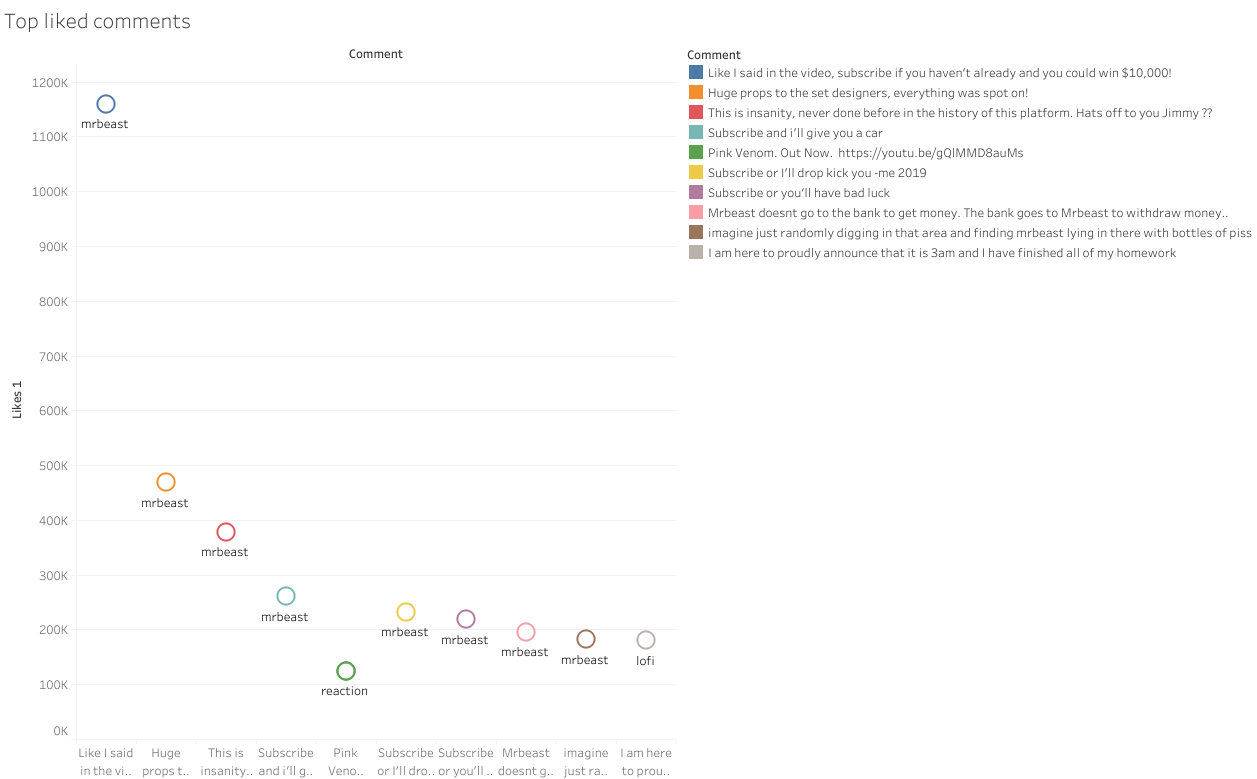 Top liked comments
Comment
1200K
1100K
1000K
900K
800K
700K
600K
500K
400K
300K
200K
100K
0K
Likes 1
mrbeast
mrbeast
mrbeast
mrbeast
reaction
mrbeast
mrbeast
mrbeast
mrbeast
lofi
Like I said
in the vi..
Huge
props t..
This is
insanity..
Subscribe
and i'll g..
Pink
Veno..
Subscribe
or I'll dro..
Subscribe
or you'll ..
Mrbeast
doesnt g..
imagine
just ra..
I am here
to prou..
Comment
Like I said in the video, subscribe if you haven't already and you could win $10,000!
Huge props to the set designers, everything was spot on!
This is insanity, never done before in the history of this platform. Hats off to you Jimmy ??
Subscribe and i'll give you a car
Pink Venom. Out Now.  https://youtu.be/gQlMMD8auMs
Subscribe or I'll drop kick you -me 2019
Subscribe or you'll have bad luck
Mrbeast doesnt go to the bank to get money. The bank goes to Mrbeast to withdraw money..
imagine just randomly digging in that area and finding mrbeast lying in there with bottles of piss
I am here to proudly announce that it is 3am and I have finished all of my homework